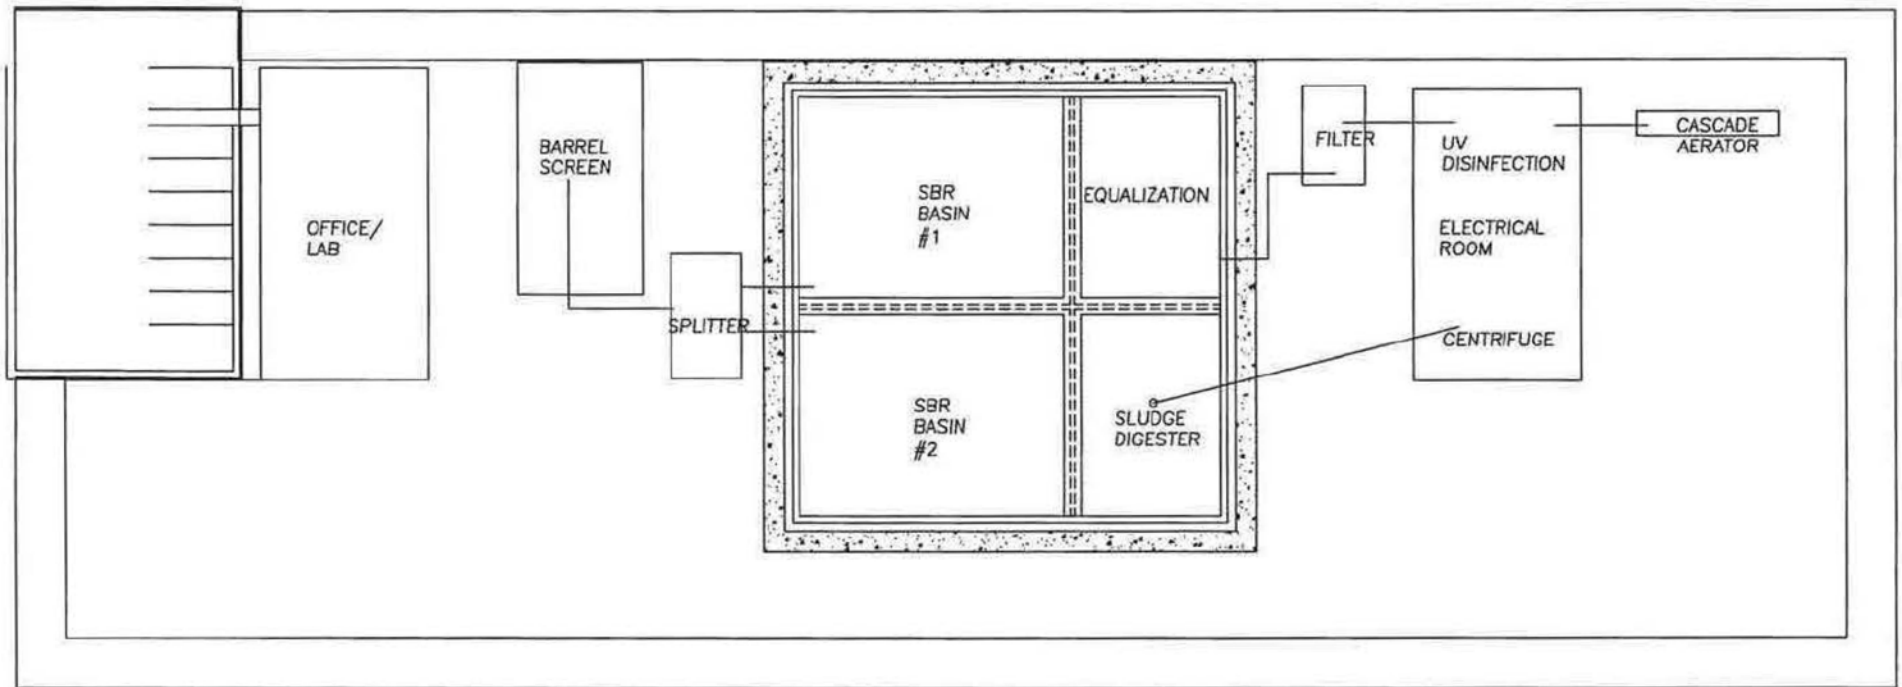 OFFICE/
LAB
BARREL
SCREEN
SPLITTER
SBR
BASIN
#1
EQUALIZATION
SBR
BASIN
#2
SLUDGE
DIGESTER
FILTER
UV
DISINFECTION
ELECTRICAL
ROOM
CENTRIFUGE
CASCADE
AERATOR